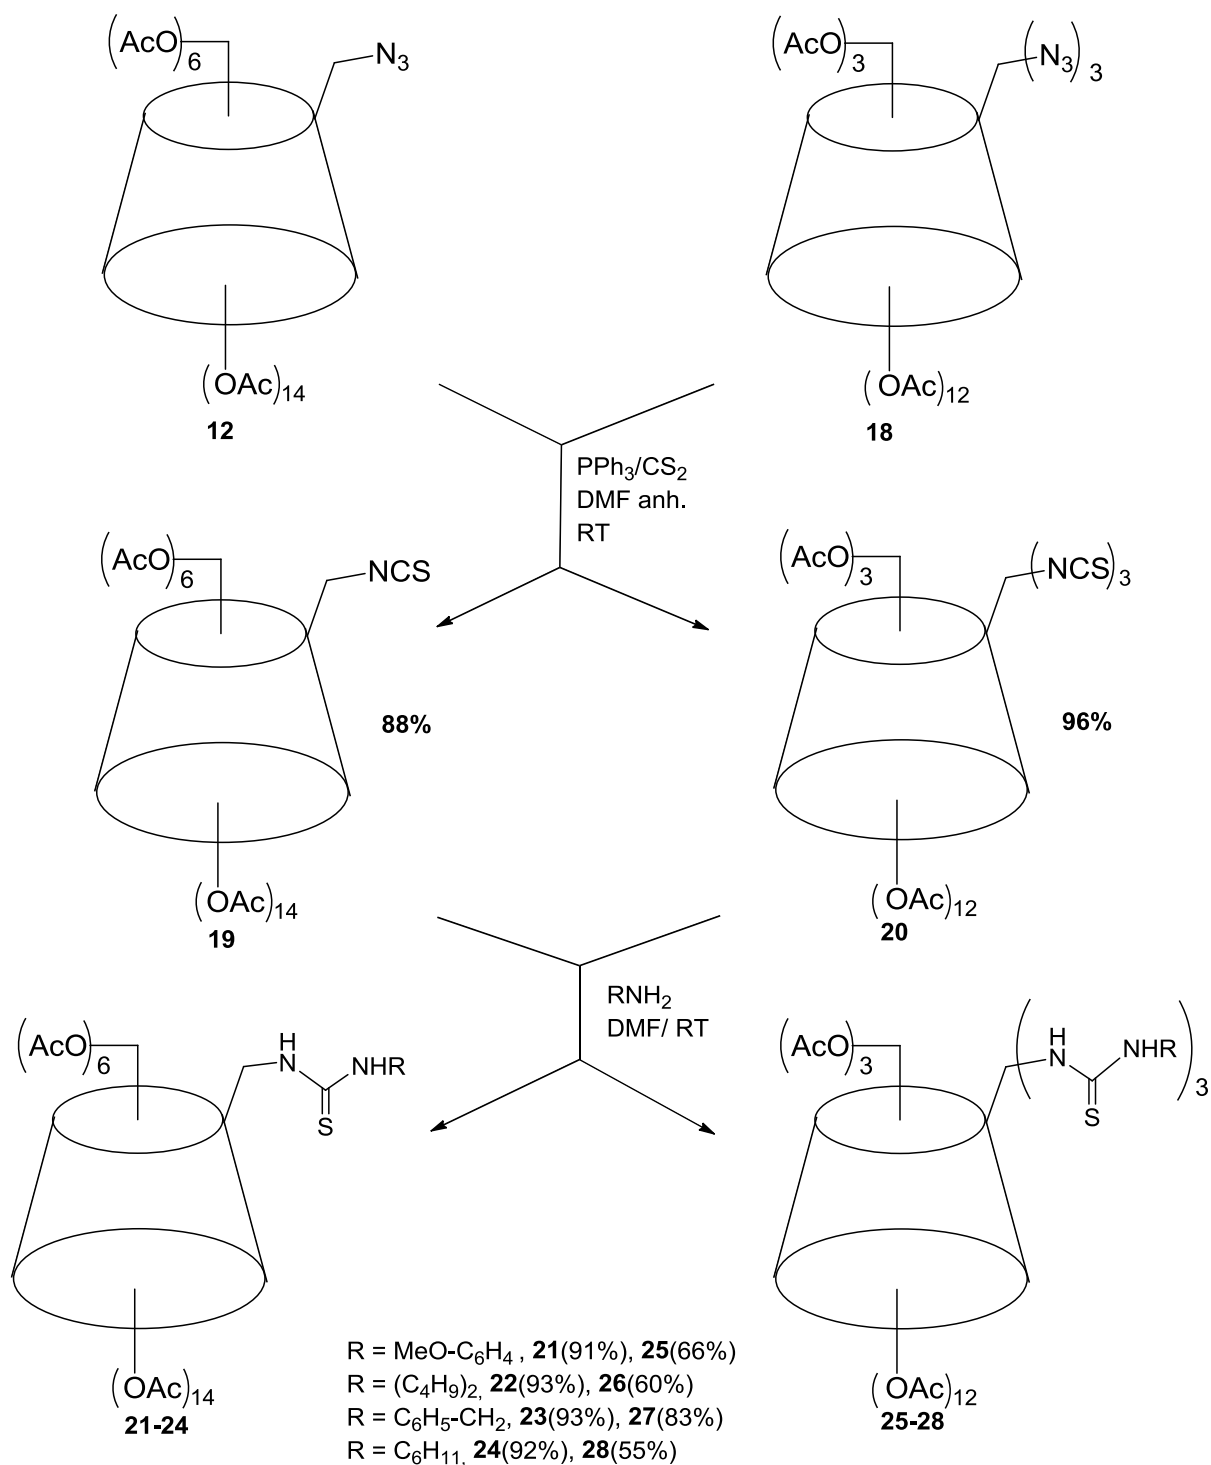 (AcO)6 N3
(AcO)3 (N3)3
(OAc)14
12
(OAc)12
18
PPh3/CS2
DMF anh.
RT
(AcO)6 NCS
88%
(OAc)14
19
(AcO)3 (NCS)3
96%
(OAc)12
20
RNH2
DMF/ RT
(AcO)6 H N NHR S
(OAc)14
21-24
(AcO)3 (H N NHR S)3
(OAc)12
25-28
R = MeO-C6H4 , 21(91%), 25(66%)
R = (C4H9)2, 22(93%), 26(60%)
R = C6H5-CH2, 23(93%), 27(83%)
R = C6H11, 24(92%), 28(55%)